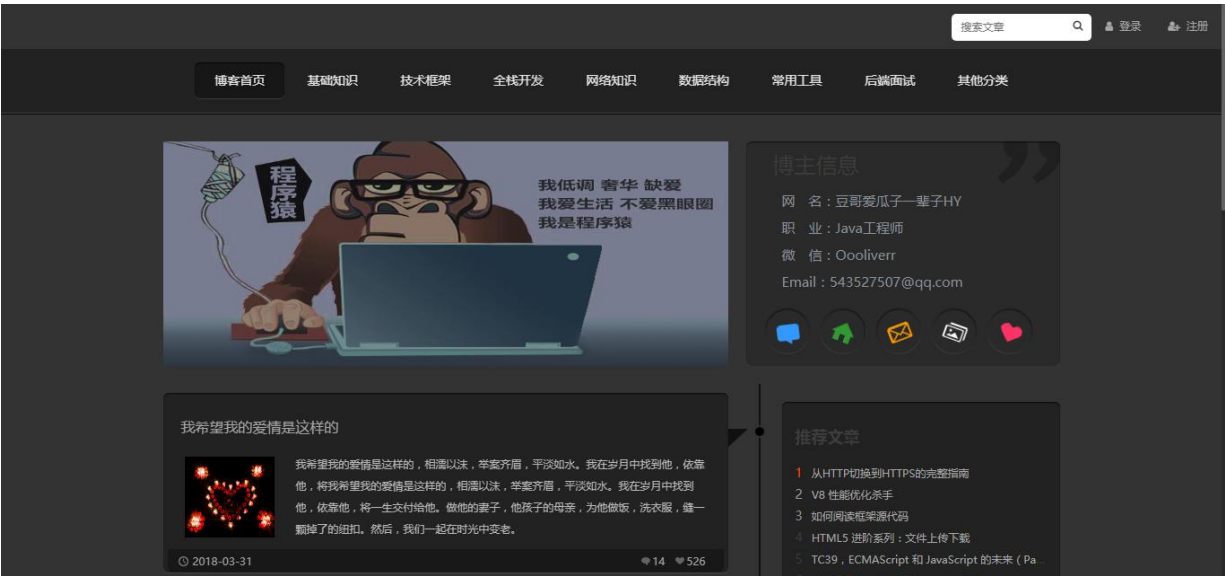 搜索文章 登录 注册
博客首页 基础知识 技术框架 全栈开发 网络知识 数据结构 常用工具 后端面试 其他分类
程序猿
我低调 奢华 缺爱
我爱生活 不爱黑眼圈
我是程序猿
博主信息
网 名：豆哥爱瓜子一辈子HY
职 业：Java工程师
微 信：Oooliverr
Email：543527507@qq.com
我希望我的爱情是这样的
我希望我的爱情是这样的，相濡以沫，举案齐眉，平淡如水。我在岁月中找到他，依靠
他，将我希望我的爱情是这样的，相濡以沫，举案齐眉，平淡如水。我在岁月中找到
他，依靠他，将一生交付给他。做他的妻子，他孩子的母亲，为他做饭，洗衣服，缝一
颗掉了的纽扣。然后，我们一起在时光中变老。
2018-03-31 14 526
推荐文章
1 从HTTP切换到HTTPS的完整指南
2 V8 性能优化杀手
3 如何阅读框架源代码
4 HTML5 进阶系列：文件上传下载
5 TC39，ECMAScript 和 JavaScript 的未来（Pa...